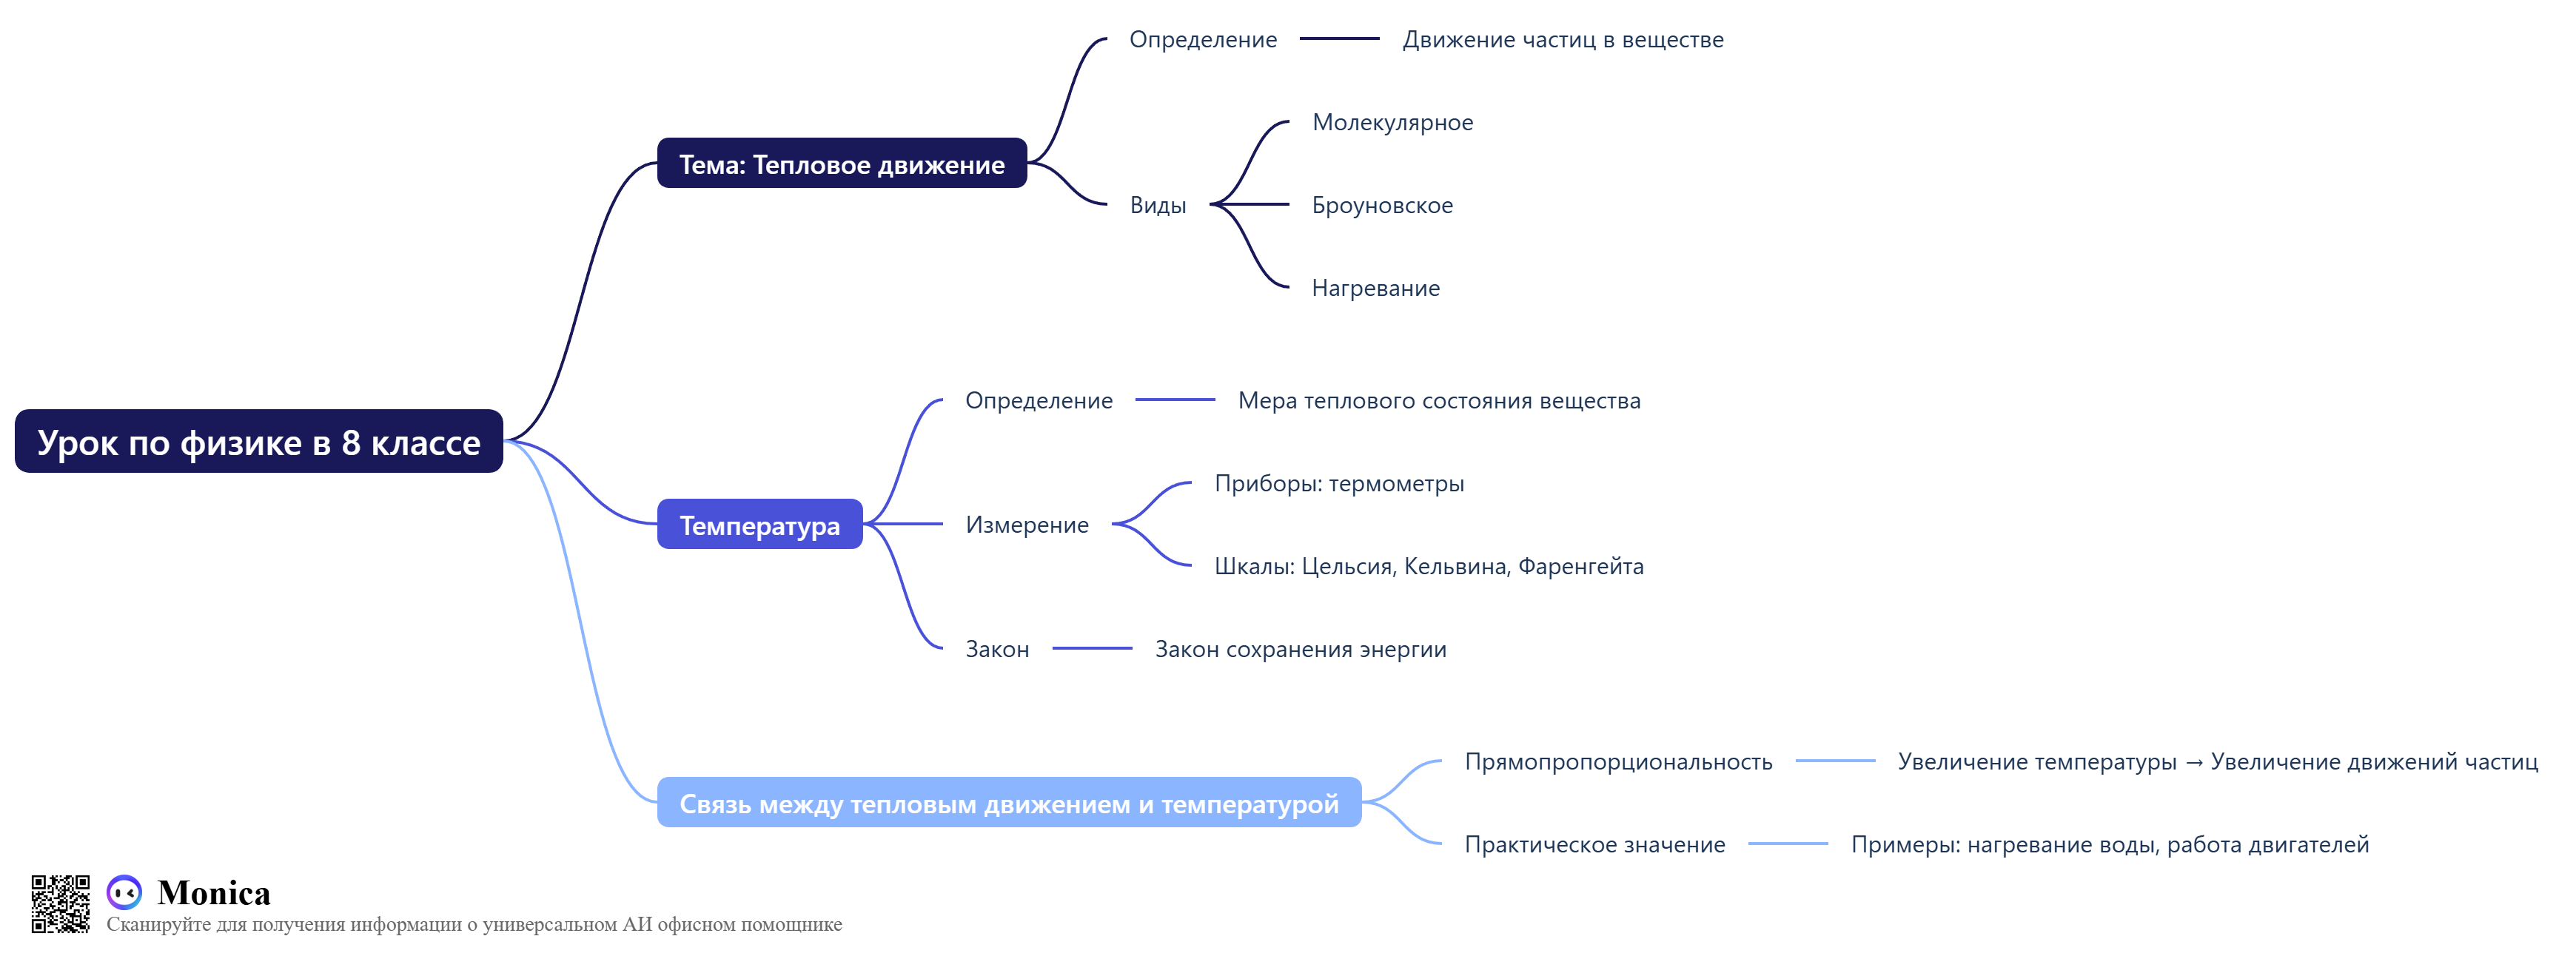 Урок по физике в 8 классе
Тема: Тепловое движение
Определение
Движение частиц в веществе
Виды
Молекулярное
Броуновское
Нагревание
Температура
Определение
Мера теплового состояния вещества
Измерение
Приборы: термометры
Шкалы: Цельсия, Кельвина, Фаренгейта
Закон
Закон сохранения энергии
Связь между тепловым движением и температурой
Прямопропорциональность
Увеличение температуры → Увеличение движений частиц
Практическое значение
Примеры: нагревание воды, работа двигателей
Monica
Сканируйте для получения информации о универсальном АИ офисном помощнике